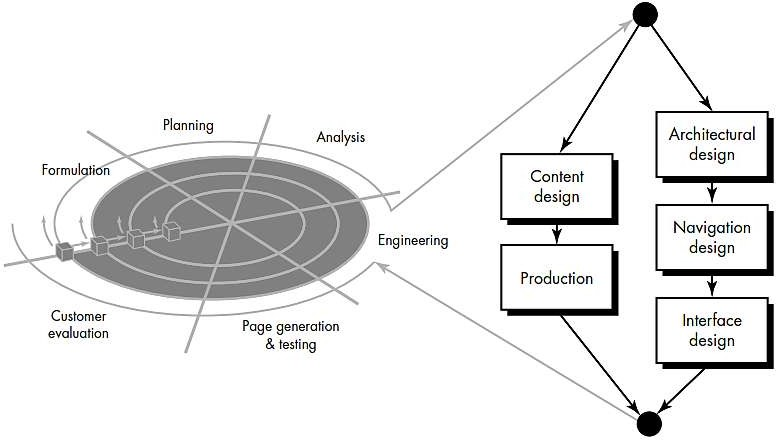 Planning
Analysis
Formulation
Engineering
Customer
evaluation
Page generation
& testing
Content
design
Production
Architectural
design
Navigation
design
Interface
design